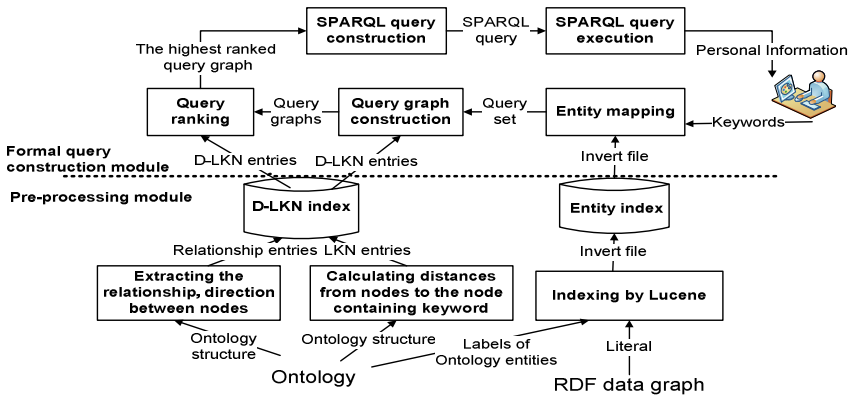 SPARQL query
construction
SPARQL
query
SPARQL query
execution
The highest ranked
query graph
Personal Information
Query
ranking
Query
graphs
Query graph
construction
Query
set
Entity mapping
Keywords
D-LKN entries
D-LKN entries
Invert file
Formal query
construction module
Pre-processing module
D-LKN index
Entity index
Relationship entries
LKN entries
Invert file
Extracting the
relationship, direction
between nodes
Calculating distances
from nodes to the node
containing keyword
Indexing by Lucene
Ontology
structure
Ontology structure
Labels of
Ontology entities
Literal
Ontology
RDF data graph